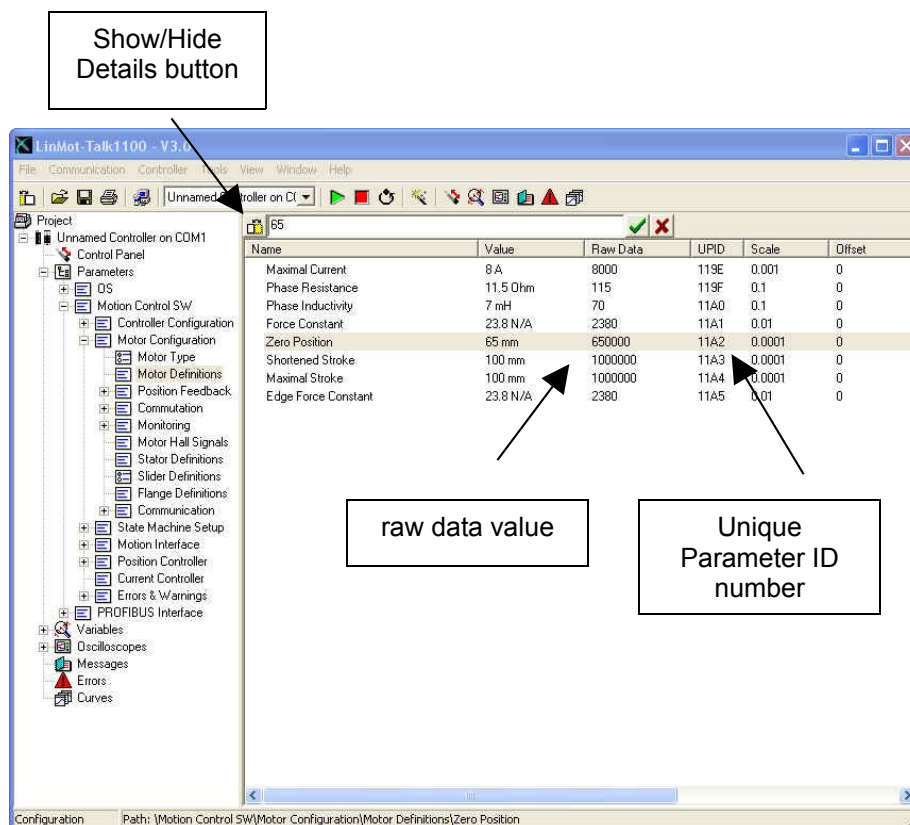 Show/Hide
Details button
LinMot-Talk1100 - V3.0
File Communication Controller Tools View Window Help
Unnamed Controller on CO
Project
Unnamed Controller on COM1
Control Panel
Parameters
OS
Motion Control SW
Controller Configuration
Motor Configuration
Motor Type
Motor Definitions
Position Feedback
Commutation
Monitoring
Motor Hall Signals
Stator Definitions
Slider Definitions
Flange Definitions
Communication
State Machine Setup
Motion Interface
Position Controller
Current Controller
Errors & Warnings
PROFIBUS Interface
Variables
Oscilloscopes
Messages
Errors
Curves
65
Name Value Raw Data UPID Scale Offset
Maximal Current 8 A 8000 119E 0.001 0
Phase Resistance 11.5 Ohm 115 119F 0.1 0
Phase Inductivity 7 mH 70 11A0 0.1 0
Force Constant 23.8 N/A 2380 11A1 0.01 0
Zero Position 65 mm 650000 11A2 0.0001 0
Shortened Stroke 100 mm 1000000 11A3 0.0001 0
Maximal Stroke 100 mm 1000000 11A4 0.0001 0
Edge Force Constant 23.8 N/A 2380 11A5 0.01 0
raw data value
Unique
Parameter ID
number
Configuration Path: \Motion Control SW\Motor Configuration\Motor Definitions\Zero Position